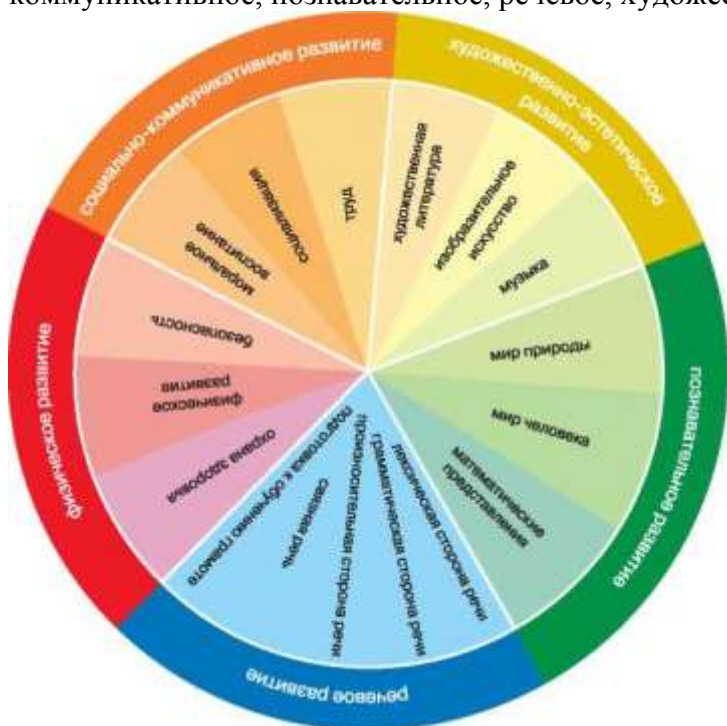 коммуникативное, познавательное, речевое, художес
социально-коммуникативное развитие
художественно-эстетическое
развитие
познавательное развитие
речевое развитие
физическое развитие
моральное
воспитание
социализация
труд
художественная
литература
изобразительное
искусство
музыка
мир природы
мир человека
математические
представления
лексическая сторона речи
грамматическая сторона речи
произносительная сторона речи
связная речь
подготовка к обучению грамоте
охрана здоровья
физическое
развитие
безопасность